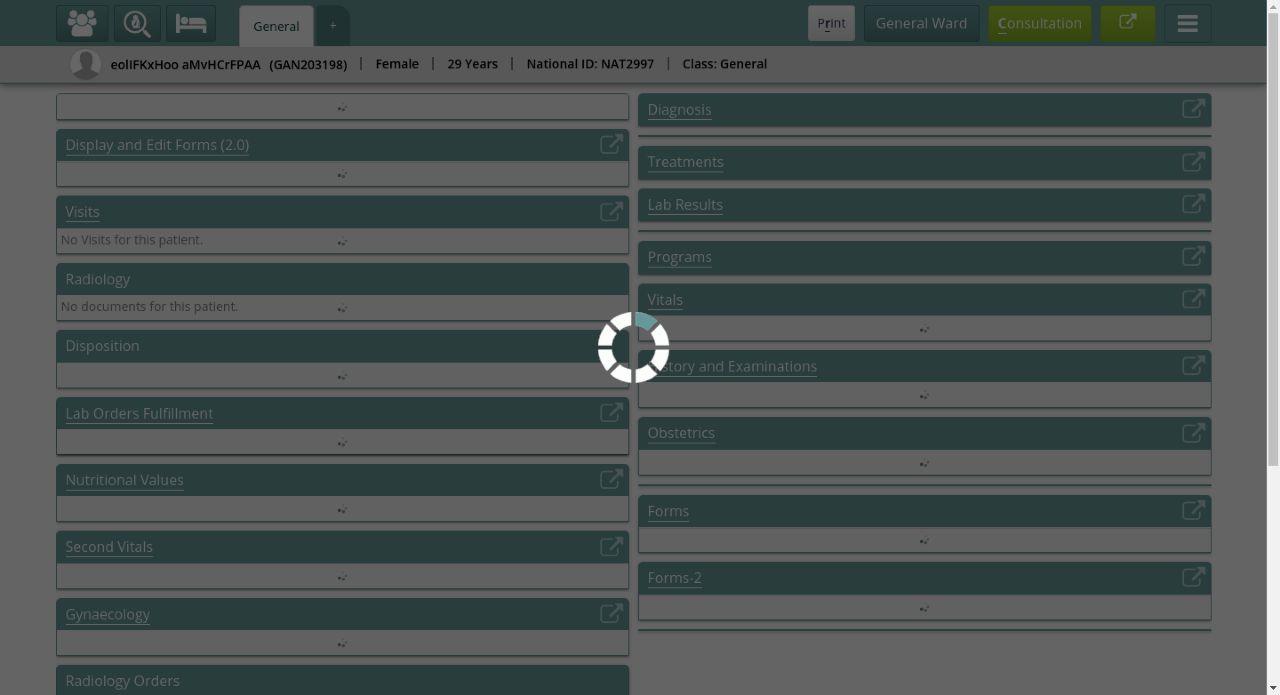 General
+
Print
General Ward
Consultation
eoIIFKxHoo aMvHCrFPAA (GAN203198)
Female
29 Years
National ID: NAT2997
Class: General
Display and Edit Forms (2.0)
Visits
No Visits for this patient.
Radiology
No documents for this patient.
Disposition
Lab Orders Fulfillment
Nutritional Values
Second Vitals
Gynaecology
Radiology Orders
Diagnosis
Treatments
Lab Results
Programs
Vitals
story and Examinations
Obstetrics
Forms
Forms-2